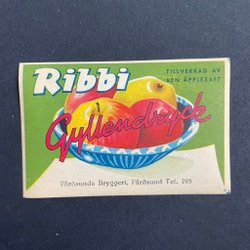 Ribbi
TILLVERKAD AV
REN ÄPPLESAFT
Gyllendryck
Fårösunds Bryggeri, Fårösund Tel. 195